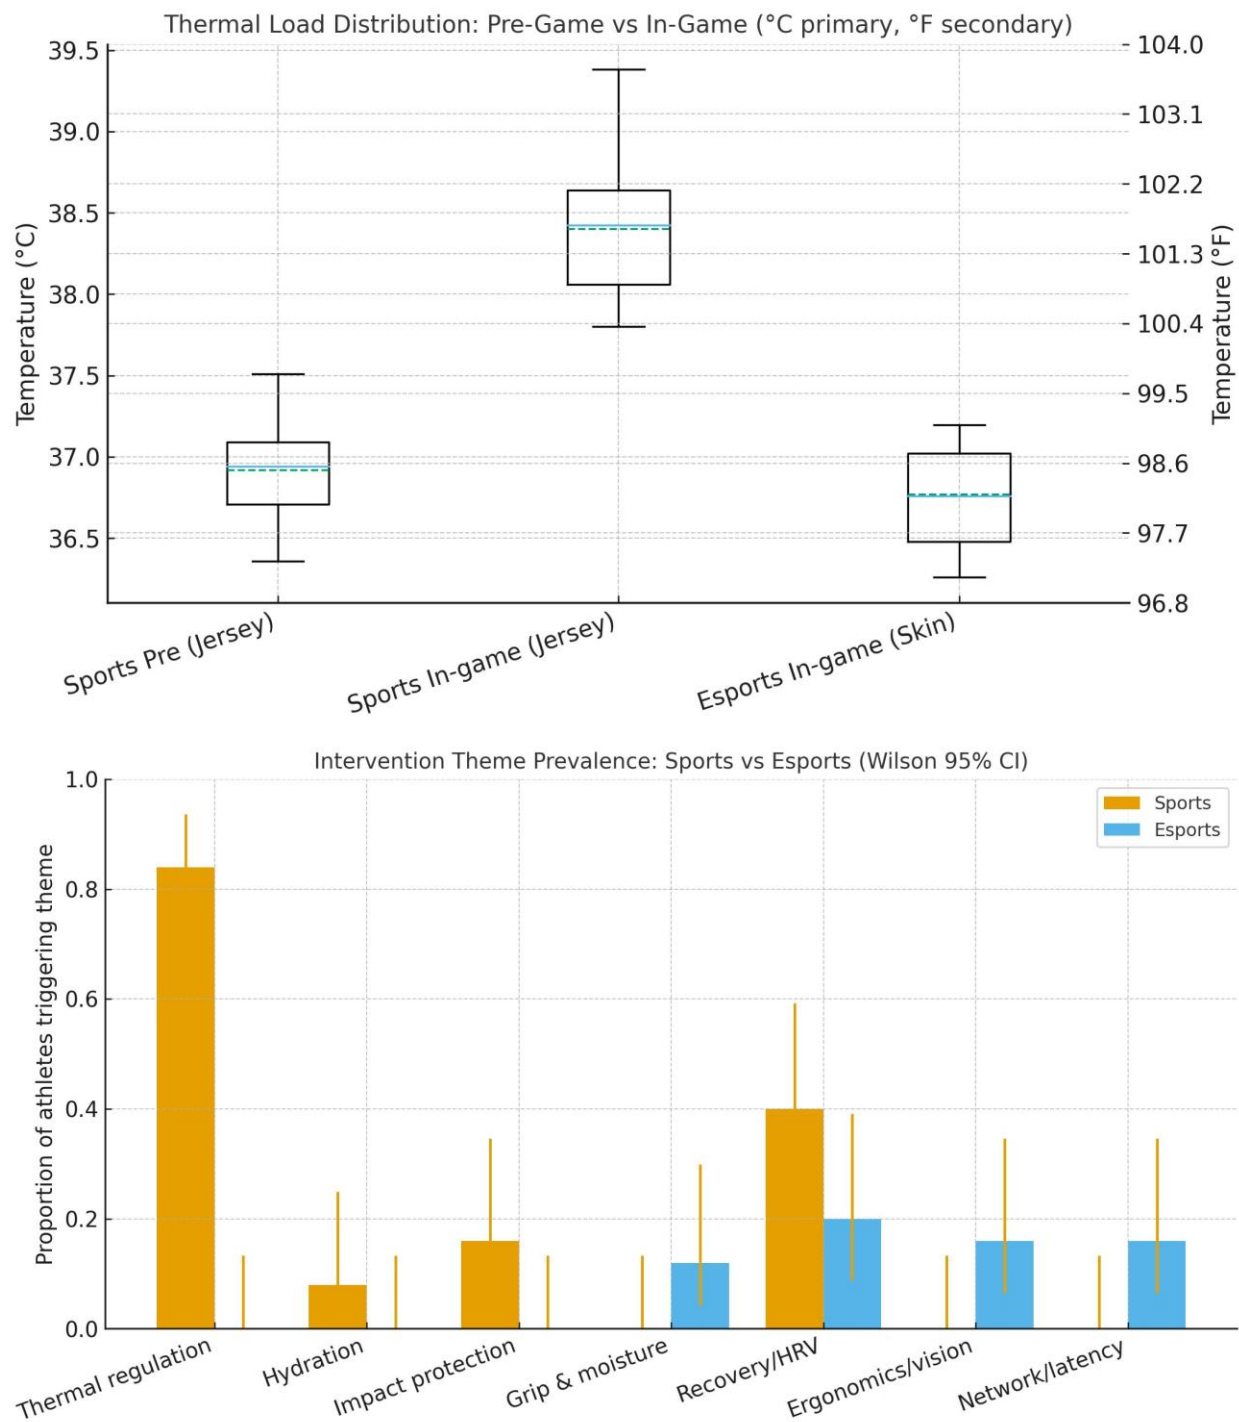 Thermal Load Distribution: Pre-Game vs In-Game (°C primary, °F secondary)
Temperature (°C)
39.5
39.0
38.5
38.0
37.5
37.0
36.5
104.0
103.1
102.2
101.3
100.4
99.5
98.6
97.7
96.8
Temperature (°F)
Sports Pre (Jersey)
Sports In-game (Jersey)
Esports In-game (Skin)
Intervention Theme Prevalence: Sports vs Esports (Wilson 95% CI)
Proportion of athletes triggering theme
1.0
0.8
0.6
0.4
0.2
0.0
Sports
Esports
Thermal regulation
Hydration
Impact protection
Grip & moisture
Recovery/HRV
Ergonomics/vision
Network/latency